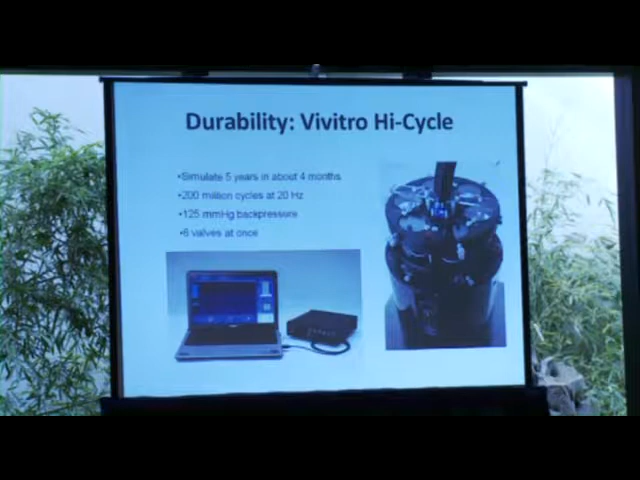 Durability: Vivitro Hi-Cycle
•Simulate 5 years in about 4 months
•200 million cycles at 20 Hz
•125 mmHg backpressure
•6 valves at once